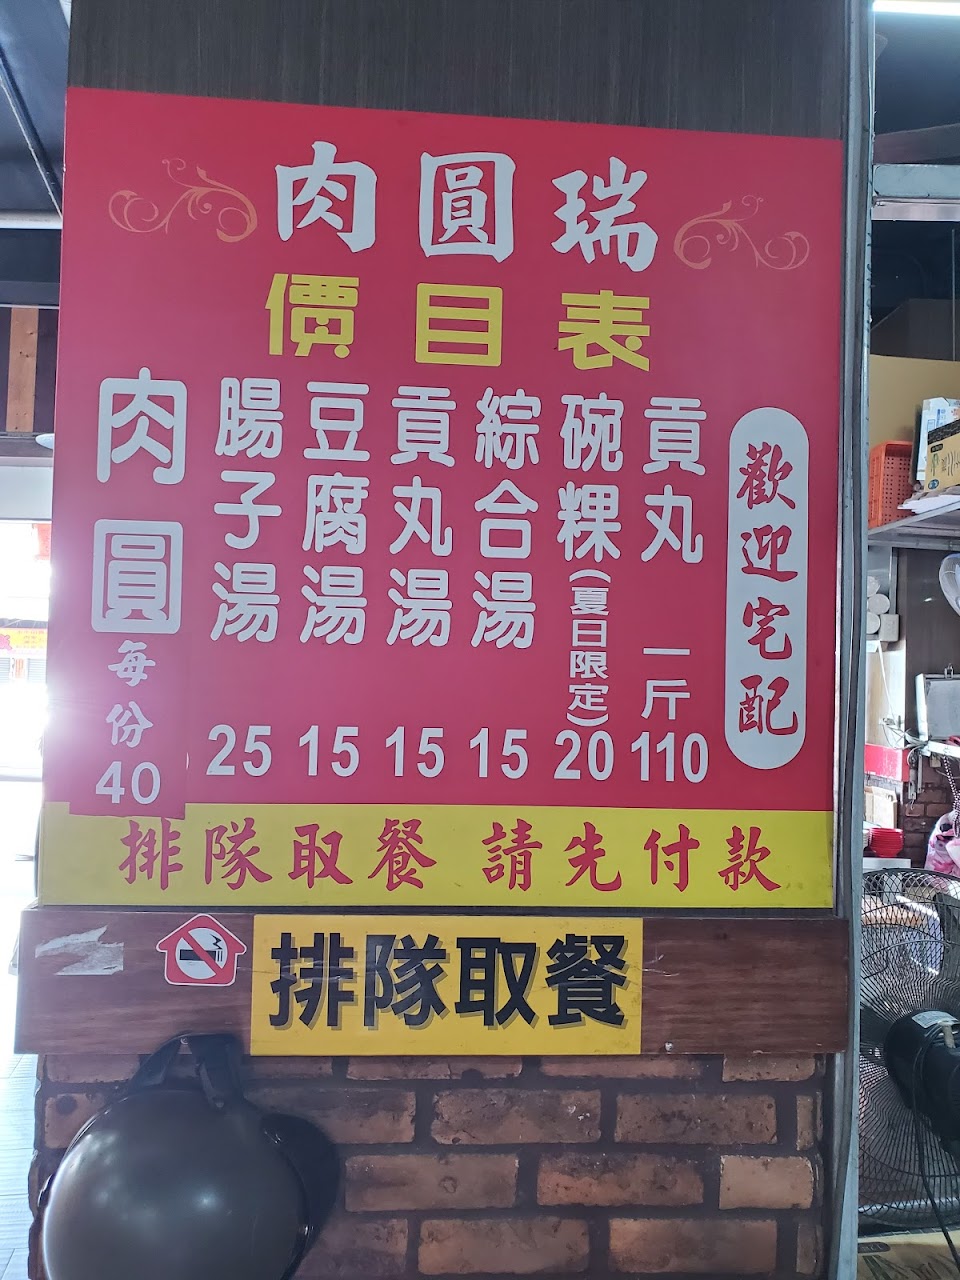 肉圓瑞
價目表
肉圓 每份 40
腸子湯 25
豆腐湯 15
貢丸湯 15
綜合湯 15
碗粿(夏日限定) 20
貢丸 一斤 110
歡迎宅配
排隊取餐 請先付款
排隊取餐